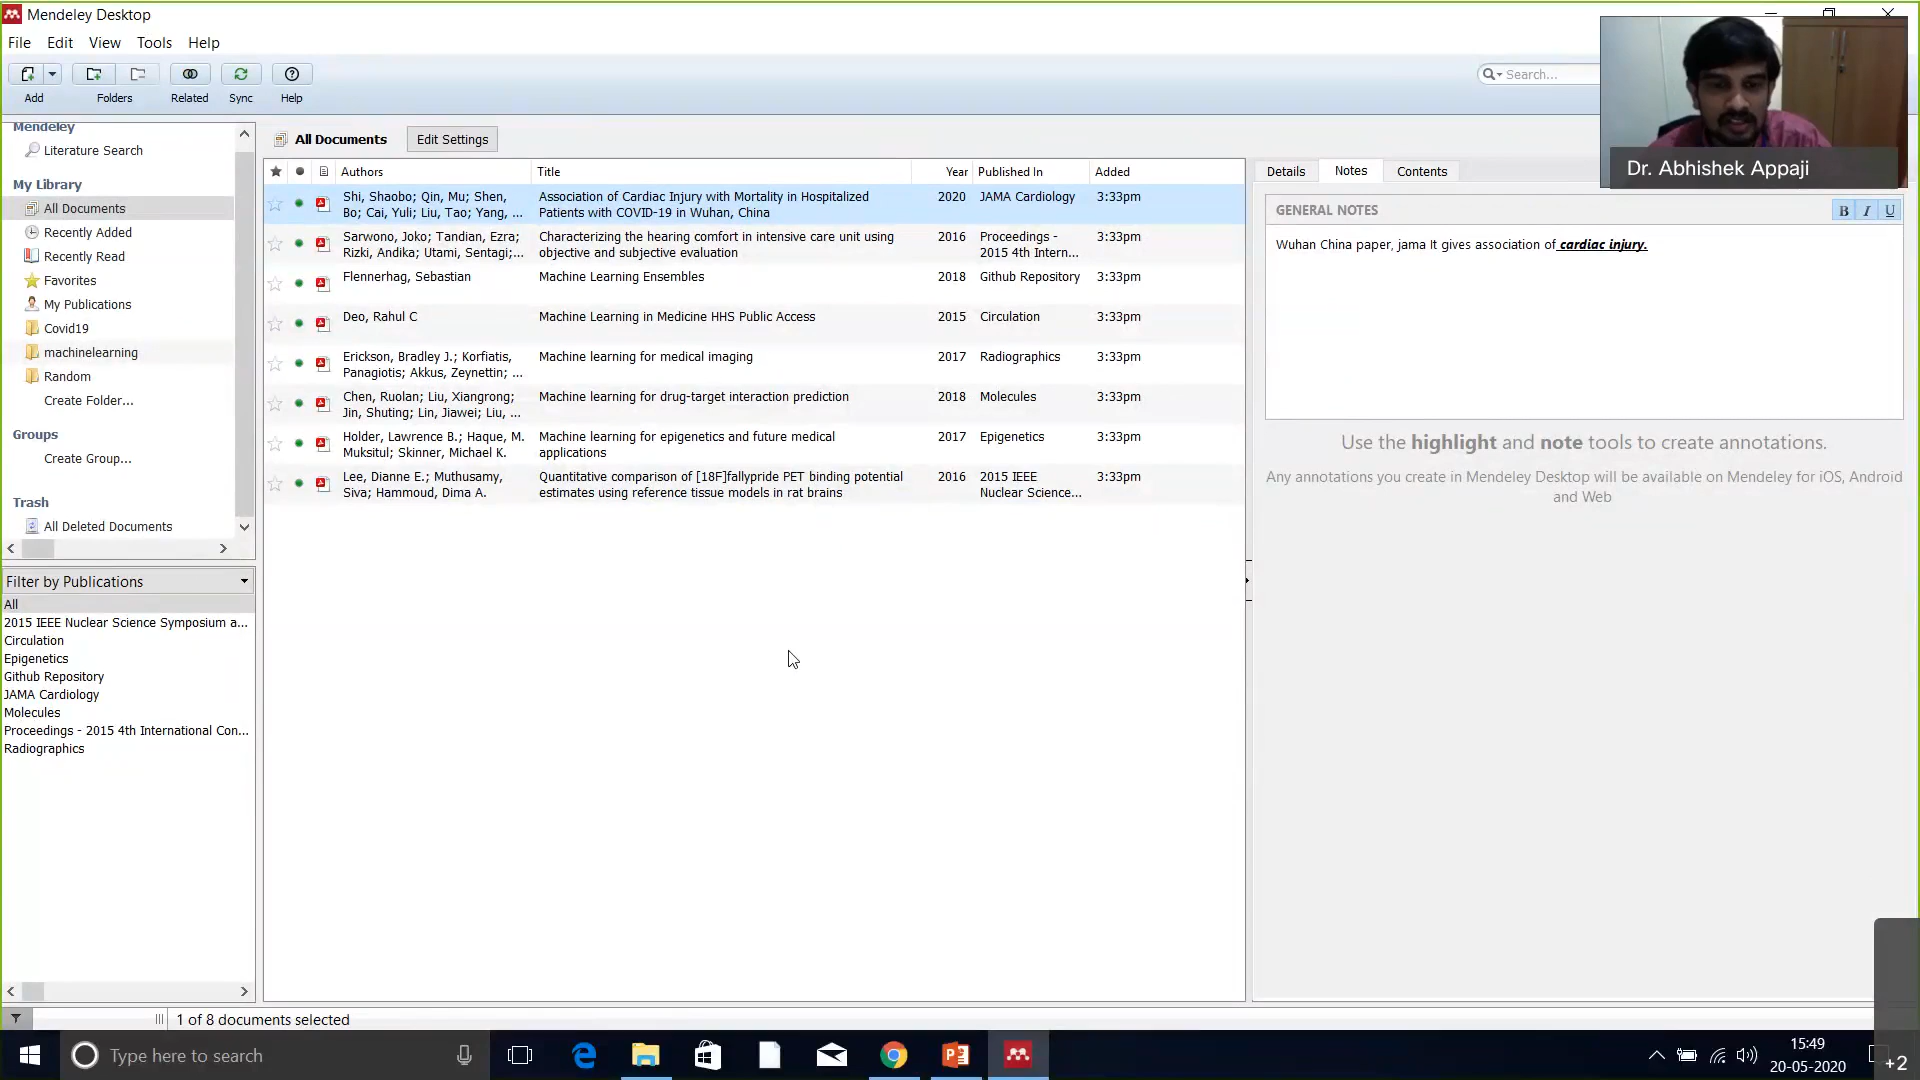 Mendeley Desktop
File Edit View Tools Help
Add Folders Related Sync Help
Search...
Dr. Abhishek Appaji
Mendeley
Literature Search
My Library
All Documents
Recently Added
Recently Read
Favorites
My Publications
Covid19
machinelearning
Random
Create Folder...
Groups
Create Group...
Trash
All Deleted Documents
Filter by Publications
All
2015 IEEE Nuclear Science Symposium a...
Circulation
Epigenetics
Github Repository
JAMA Cardiology
Molecules
Proceedings - 2015 4th International Con...
Radiographics
All Documents Edit Settings
Authors Title Year Published In Added
Shi, Shaobo; Qin, Mu; Shen, Association of Cardiac Injury with Mortality in Hospitalized 2020 JAMA Cardiology 3:33pm
Bo; Cai, Yuli; Liu, Tao; Yang, ... Patients with COVID-19 in Wuhan, China
Sarwono, Joko; Tandian, Ezra; Characterizing the hearing comfort in intensive care unit using 2016 Proceedings - 3:33pm
Rizki, Andika; Utami, Sentagi;... objective and subjective evaluation 2015 4th Intern...
Flennerhag, Sebastian Machine Learning Ensembles 2018 Github Repository 3:33pm
Deo, Rahul C Machine Learning in Medicine HHS Public Access 2015 Circulation 3:33pm
Erickson, Bradley J.; Korfiatis, Machine learning for medical imaging 2017 Radiographics 3:33pm
Panagiotis; Akkus, Zeynettin; ...
Chen, Ruolan; Liu, Xiangrong; Machine learning for drug-target interaction prediction 2018 Molecules 3:33pm
Jin, Shuting; Lin, Jiawei; Liu, ...
Holder, Lawrence B.; Haque, M. Machine learning for epigenetics and future medical 2017 Epigenetics 3:33pm
Muksitul; Skinner, Michael K. applications
Lee, Dianne E.; Muthusamy, Quantitative comparison of [18F]fallypride PET binding potential 2016 2015 IEEE 3:33pm
Siva; Hammoud, Dima A. estimates using reference tissue models in rat brains Nuclear Science...
Details Notes Contents
GENERAL NOTES B I U
Wuhan China paper, jama It gives association of cardiac injury.
Use the highlight and note tools to create annotations.
Any annotations you create in Mendeley Desktop will be available on Mendeley for iOS, Android
and Web
1 of 8 documents selected
Type here to search
15:49
20-05-2020
+2